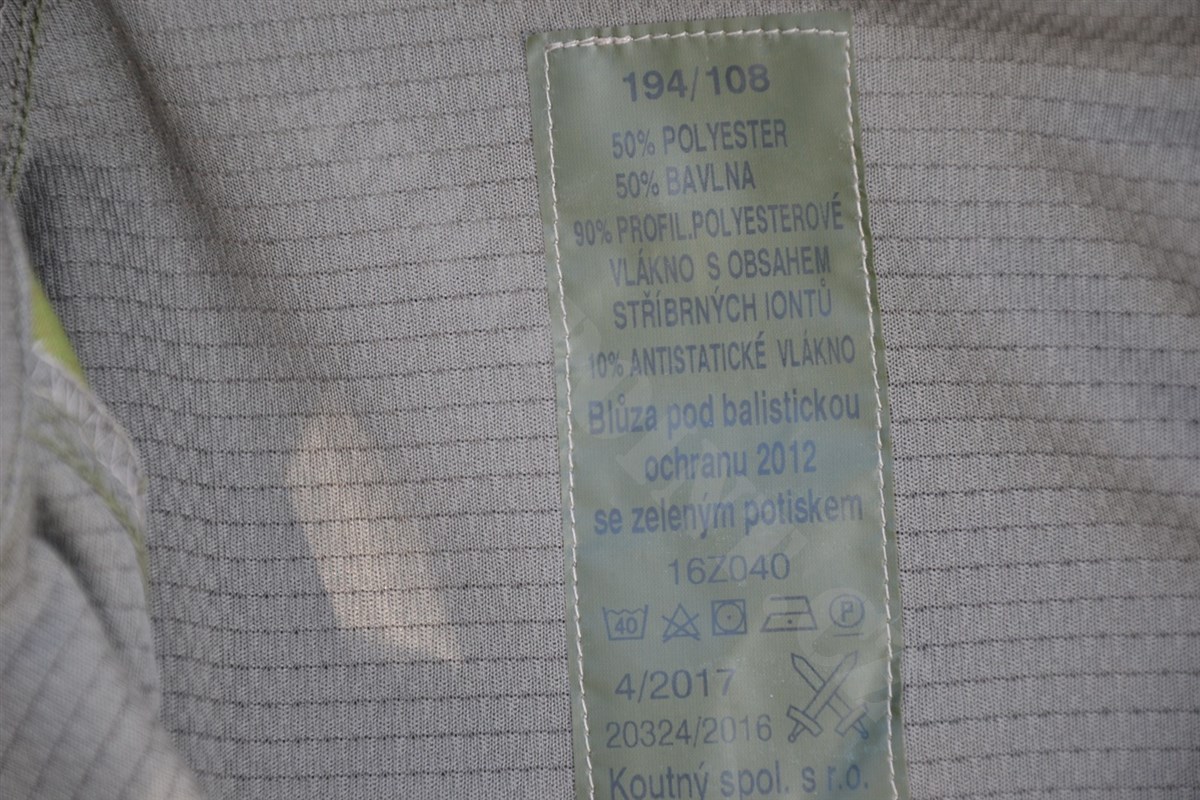 194/108
50% POLYESTER
50% BAVLNA
90% PROFIL.POLYESTEROVÉ
VLÁKNO S OBSAHEM
STŘÍBRNÝCH IONTŮ
10% ANTISTATICKÉ VLÁKNO
Blůza pod balistickou
ochranu 2012
se zeleným potiskem
16Z040
40 P
4/2017
20324/2016
Koutný spol. s r.o.